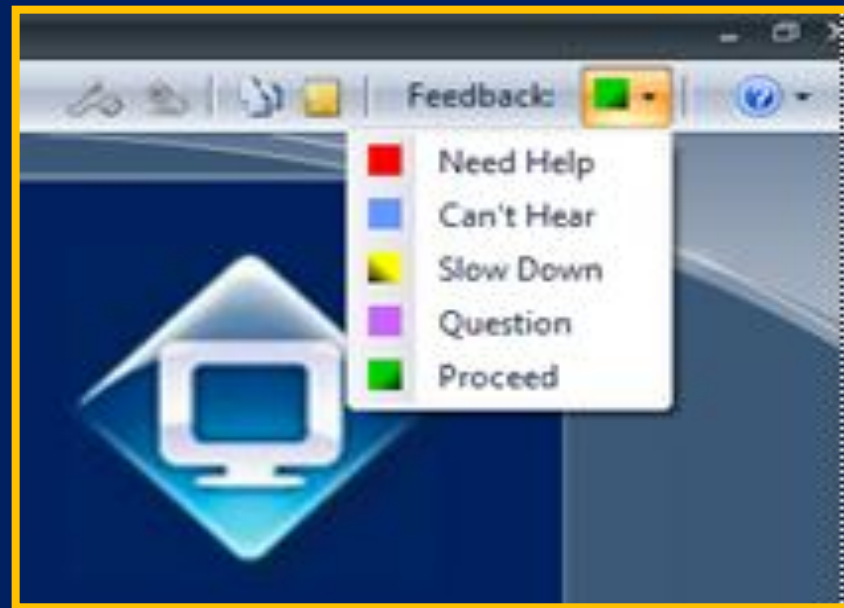 Feedback:
Need Help
Can't Hear
Slow Down
Question
Proceed